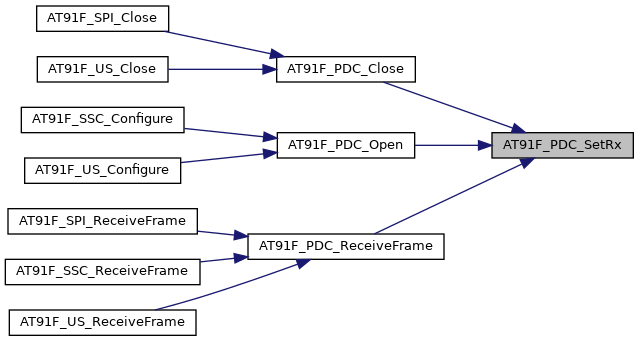 AT91F_SPI_Close
AT91F_US_Close
AT91F_PDC_Close
AT91F_SSC_Configure
AT91F_PDC_Open
AT91F_PDC_SetRx
AT91F_US_Configure
AT91F_SPI_ReceiveFrame
AT91F_PDC_ReceiveFrame
AT91F_SSC_ReceiveFrame
AT91F_US_ReceiveFrame